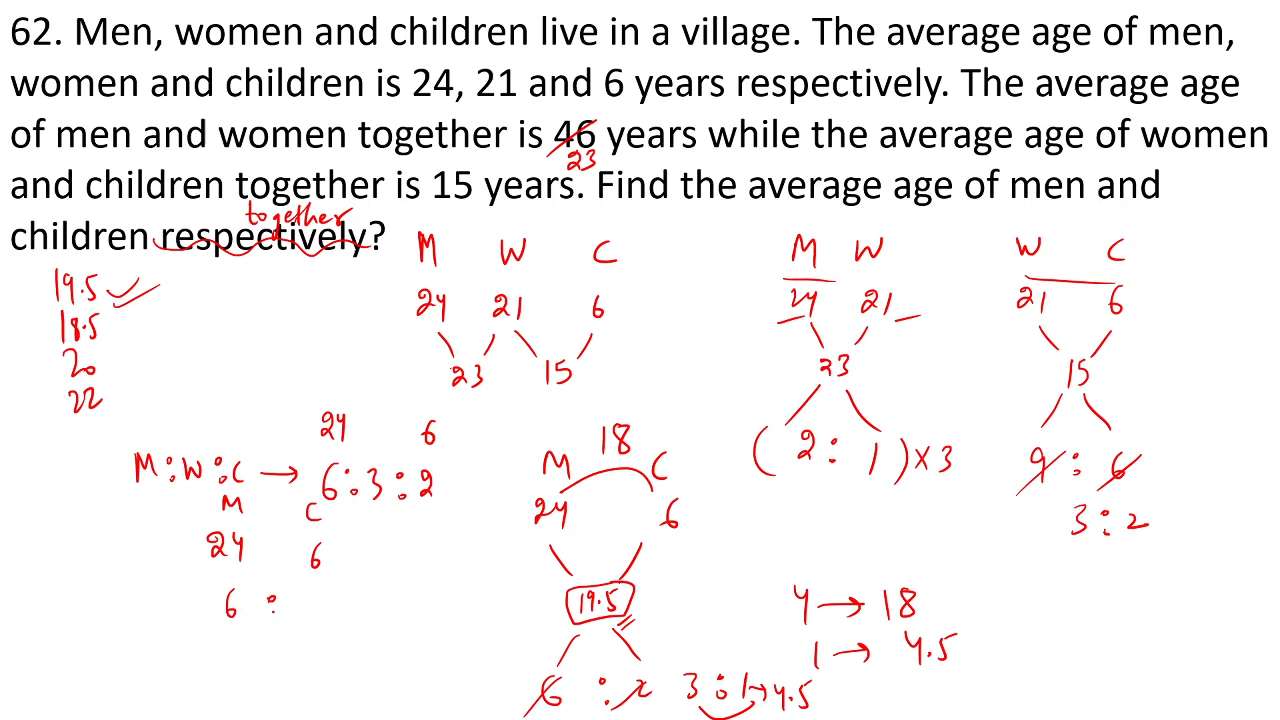 62. Men, women and children live in a village. The average age of men,
women and children is 24, 21 and 6 years respectively. The average age
of men and women together is 46 years while the average age of women
23
and children together is 15 years. Find the average age of men and
together
children respectively?
M W C
M W
W C
19.5
24 21 6
24 21
21 6
18.5
23 15
23
15
20
22
24 6
18
(2 : 1) × 3
9 : 6
M : W : C → 6 : 3 : 2
M C
3 : 2
M C
24 6
24 6
6 :
19.5
4 → 18
1 → 4.5
6 : 2 3 : 1 → 4.5